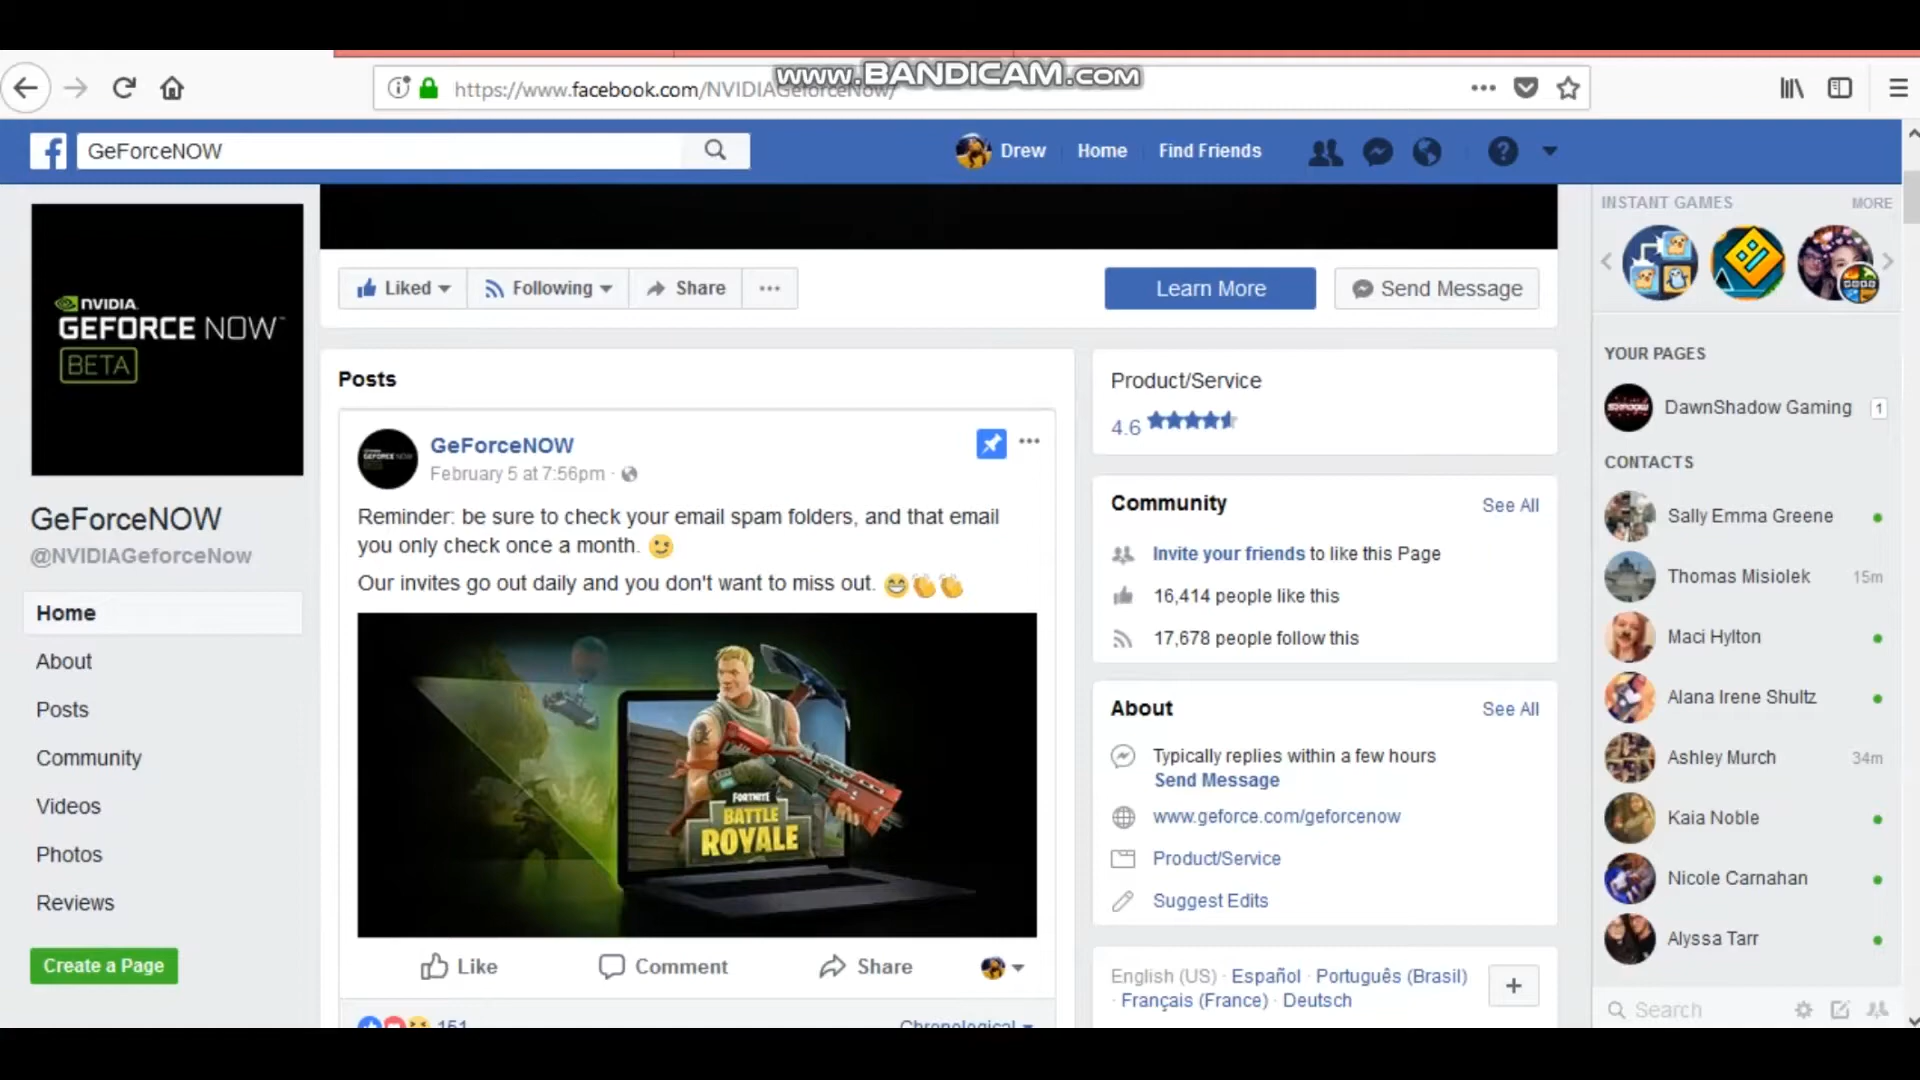 www.BANDICAM.com
https://www.facebook.com/NVIDIAGeforceNow/
GeForceNOW
Drew
Home
Find Friends
NVIDIA
GEFORCE NOW
BETA
GeForceNOW
@NVIDIAGeforceNow
Home
About
Posts
Community
Videos
Photos
Reviews
Create a Page
Liked
Following
Share
Learn More
Send Message
Posts
GeForceNOW
February 5 at 7:56pm ·
Reminder: be sure to check your email spam folders, and that email
you only check once a month. 😉
Our invites go out daily and you don't want to miss out. 😁👏👏
FORTNITE
BATTLE
ROYALE
Like
Comment
Share
151
Chronological
Product/Service
4.6
Community
See All
Invite your friends to like this Page
16,414 people like this
17,678 people follow this
About
See All
Typically replies within a few hours
Send Message
www.geforce.com/geforcenow
Product/Service
Suggest Edits
English (US) · Español · Português (Brasil)
· Français (France) · Deutsch
+
INSTANT GAMES
MORE
YOUR PAGES
DawnShadow Gaming
1
CONTACTS
Sally Emma Greene
Thomas Misiolek
15m
Maci Hylton
Alana Irene Shultz
Ashley Murch
34m
Kaia Noble
Nicole Carnahan
Alyssa Tarr
Search